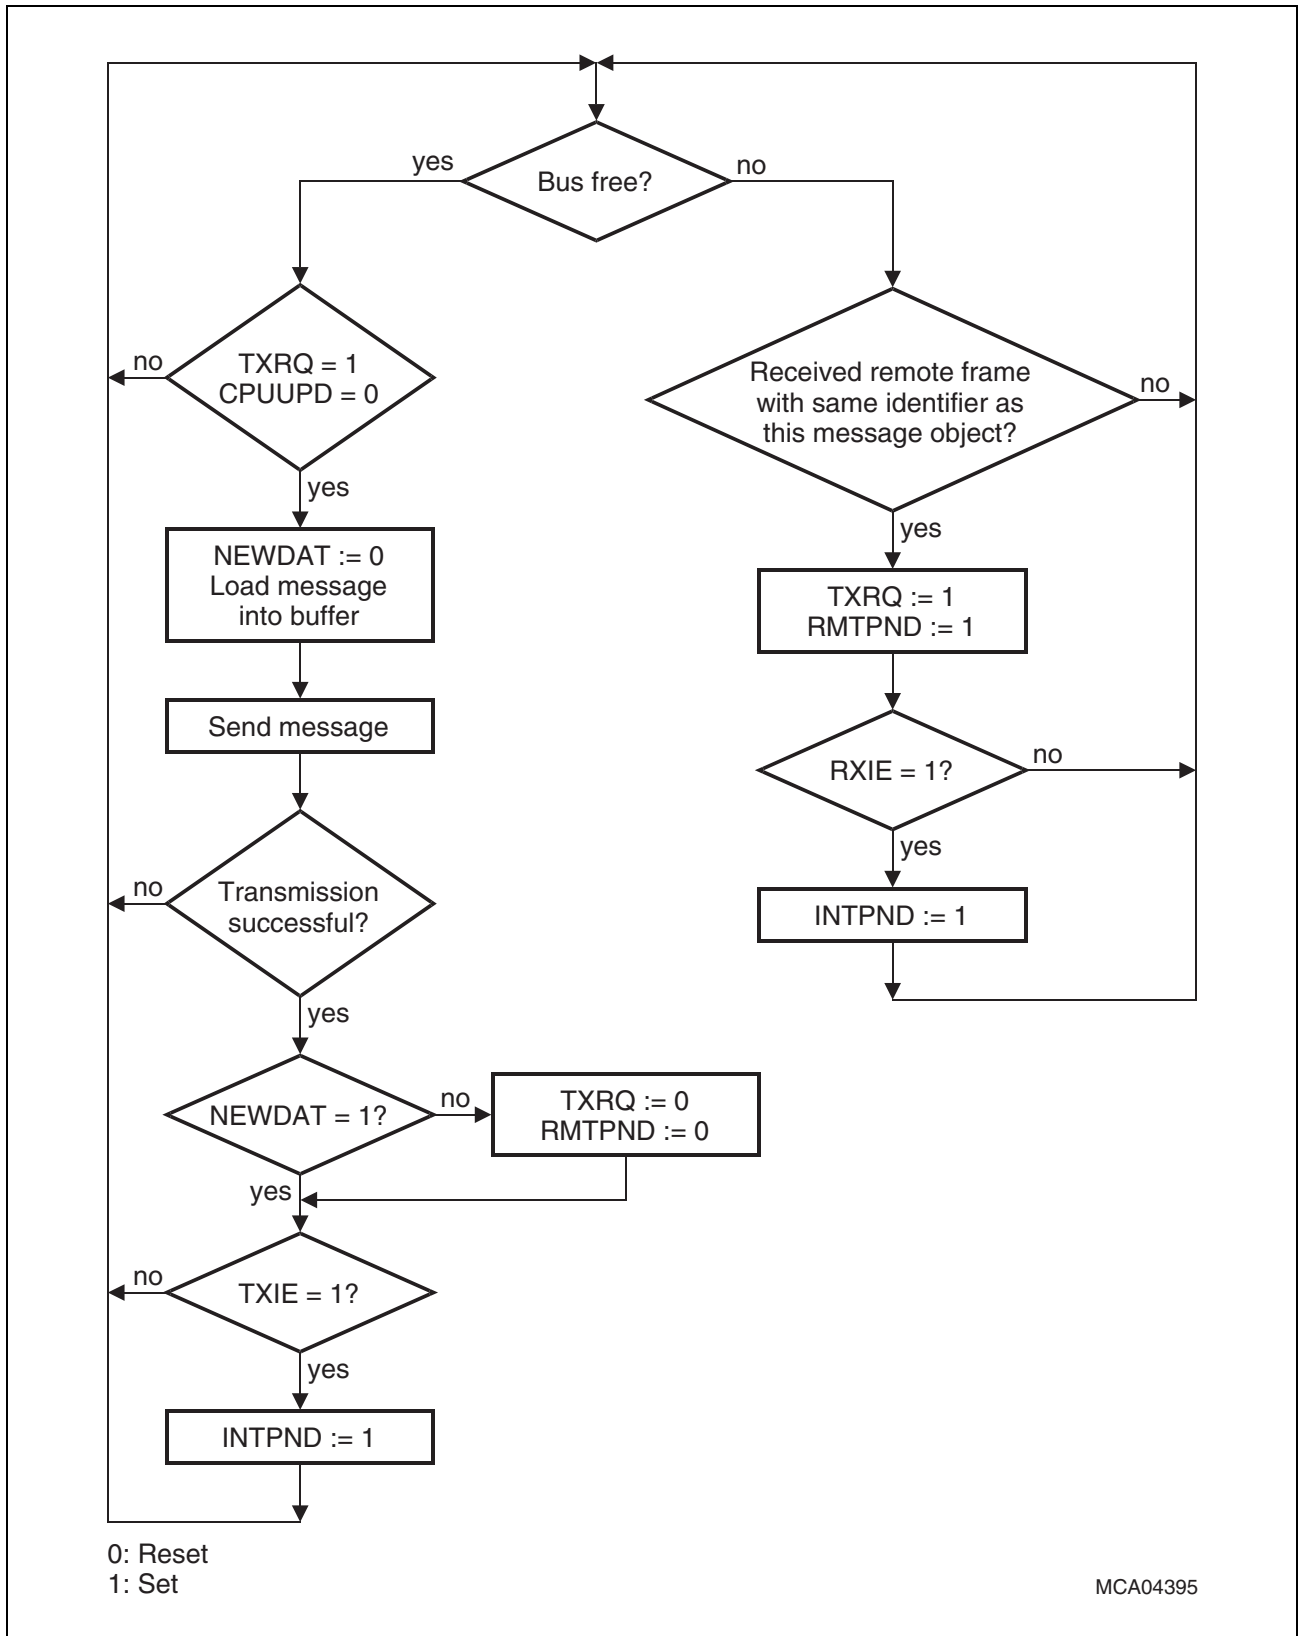 Bus free?
yes
no
TXRQ = 1
CPUUPD = 0
no
yes
NEWDAT := 0
Load message
into buffer
Send message
Transmission
successful?
no
yes
NEWDAT = 1?
no
TXRQ := 0
RMTPND := 0
yes
TXIE = 1?
no
yes
INTPND := 1
Received remote frame
with same identifier as
this message object?
no
yes
TXRQ := 1
RMTPND := 1
RXIE = 1?
no
yes
INTPND := 1
0: Reset
1: Set
MCA04395